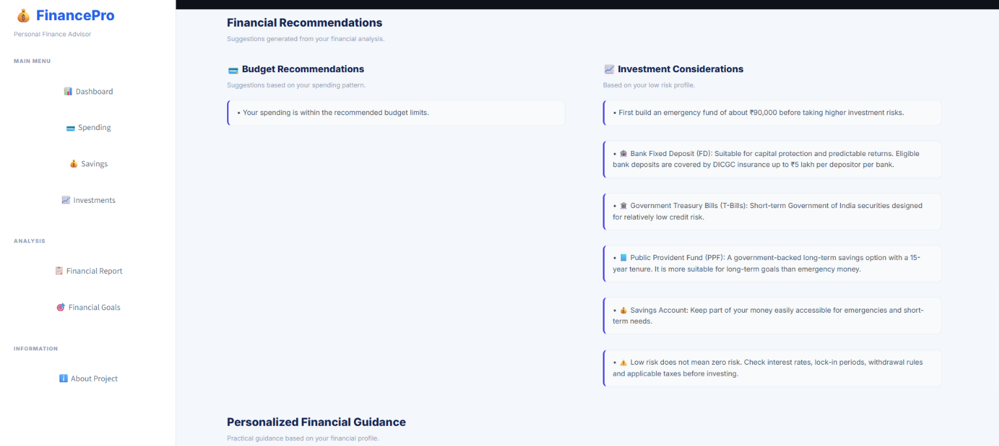 FinancePro
Personal Finance Advisor
MAIN MENU
Dashboard
Spending
Savings
Investments
ANALYSIS
Financial Report
Financial Goals
INFORMATION
About Project
Financial Recommendations
Suggestions generated from your financial analysis.
Budget Recommendations
Suggestions based on your spending pattern.
• Your spending is within the recommended budget limits.
Investment Considerations
Based on your low risk profile.
• First build an emergency fund of about ₹90,000 before taking higher investment risks.
• 🏦 Bank Fixed Deposit (FD): Suitable for capital protection and predictable returns. Eligible
bank deposits are covered by DICGC insurance up to ₹5 lakh per depositor per bank.
• 🏛️ Government Treasury Bills (T-Bills): Short-term Government of India securities designed
for relatively low credit risk.
• 📘 Public Provident Fund (PPF): A government-backed long-term savings option with a 15-
year tenure. It is more suitable for long-term goals than emergency money.
• 💰 Savings Account: Keep part of your money easily accessible for emergencies and short-
term needs.
• ⚠️ Low risk does not mean zero risk. Check interest rates, lock-in periods, withdrawal rules
and applicable taxes before investing.
Personalized Financial Guidance
Practical guidance based on your financial profile.